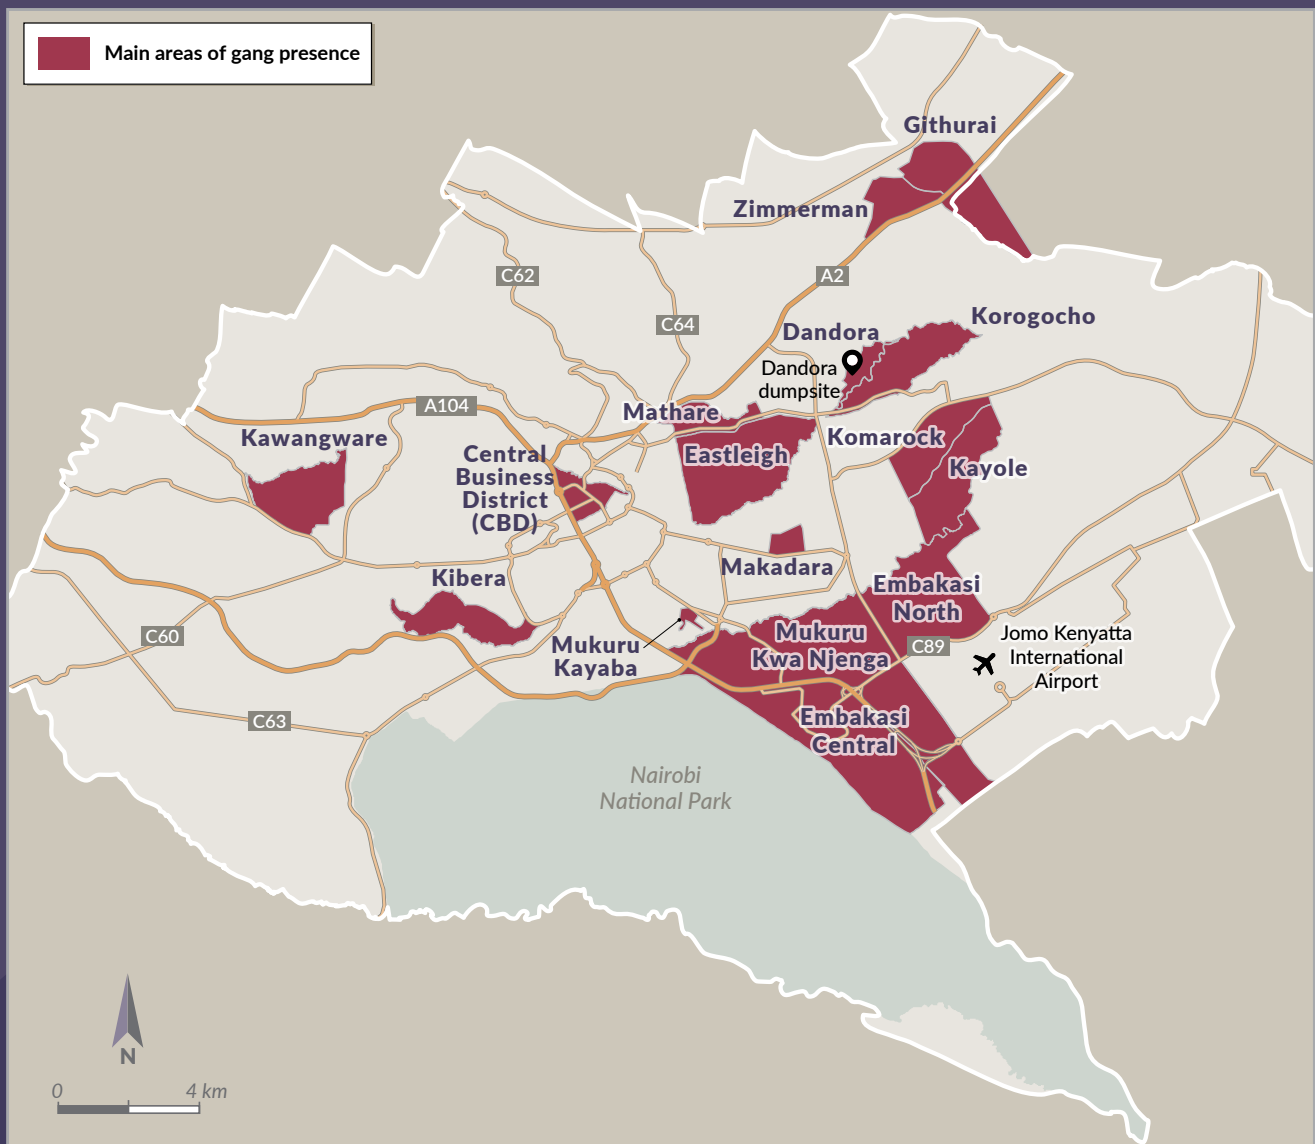 Main areas of gang presence
Githurai
Zimmerman
C62
A2
C64
Korogocho
Dandora
Dandora
dumpsite
A104
Mathare
Kawangware
Komarock
Central
Business
District
(CBD)
Eastleigh
Kayole
Makadara
Kibera
Embakasi
North
C60
Mukuru
Kayaba
Mukuru
Kwa Njenga
C89
Jomo Kenyatta
International
Airport
C63
Embakasi
Central
Nairobi
National Park
N
0
4 km